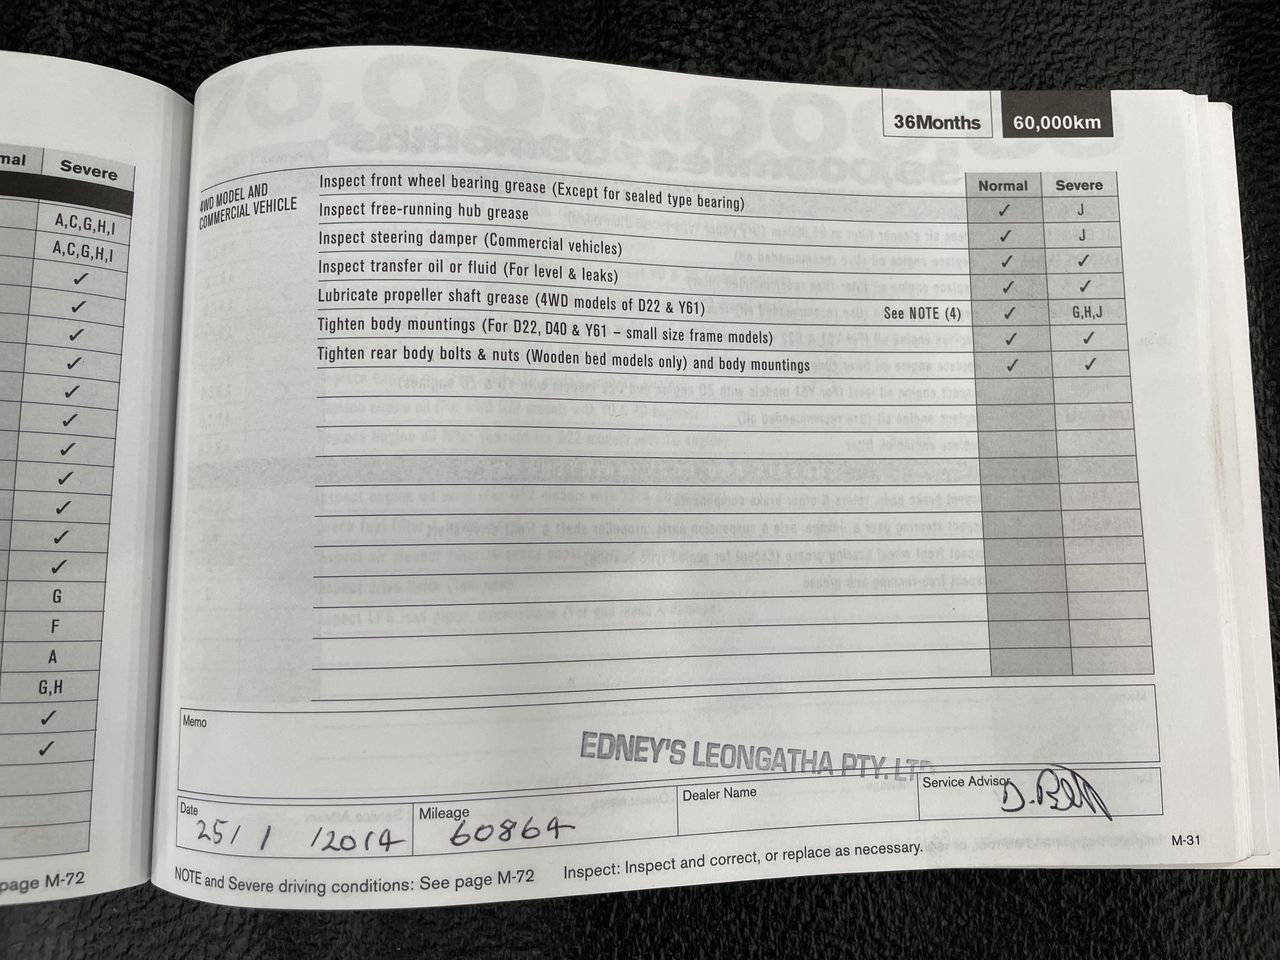 mal Severe
A,C,G,H,I
A,C,G,H,I
✓
✓
✓
✓
✓
✓
✓
✓
✓
✓
✓
G
F
A
G,H
✓
✓
page M-72
36Months 60,000km
Normal Severe
4WD MODEL AND
COMMERCIAL VEHICLE
Inspect front wheel bearing grease (Except for sealed type bearing) ✓ J
Inspect free-running hub grease ✓ J
Inspect steering damper (Commercial vehicles) ✓ ✓
Inspect transfer oil or fluid (For level & leaks) ✓ ✓
Lubricate propeller shaft grease (4WD models of D22 & Y61) See NOTE (4) ✓ G,H,J
Tighten body mountings (For D22, D40 & Y61 – small size frame models) ✓ ✓
Tighten rear body bolts & nuts (Wooden bed models only) and body mountings ✓ ✓
Memo
EDNEY'S LEONGATHA PTY. LTD
Date 25/1/2014
Mileage 60864
Dealer Name
Service Advisor D. Bell
NOTE and Severe driving conditions: See page M-72 Inspect: Inspect and correct, or replace as necessary.
M-31